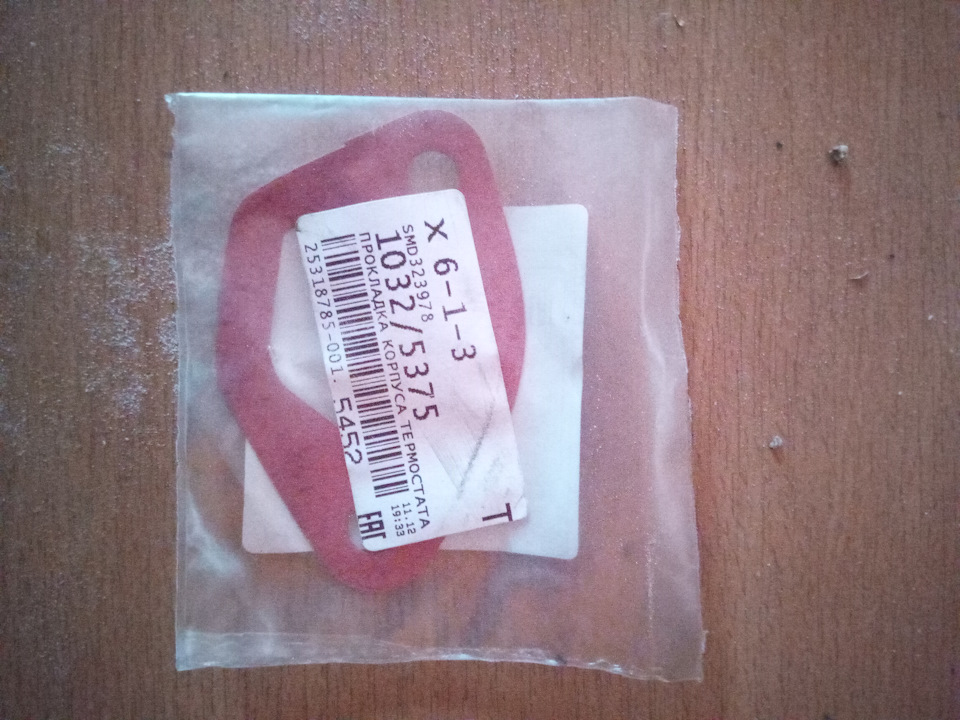 X 6-1-3
SMD323978
1032/5375
ПРОКЛАДКА КОРПУСА ТЕРМОСТАТА
25318785-001. 5452
11.12
19:33
EAC
T